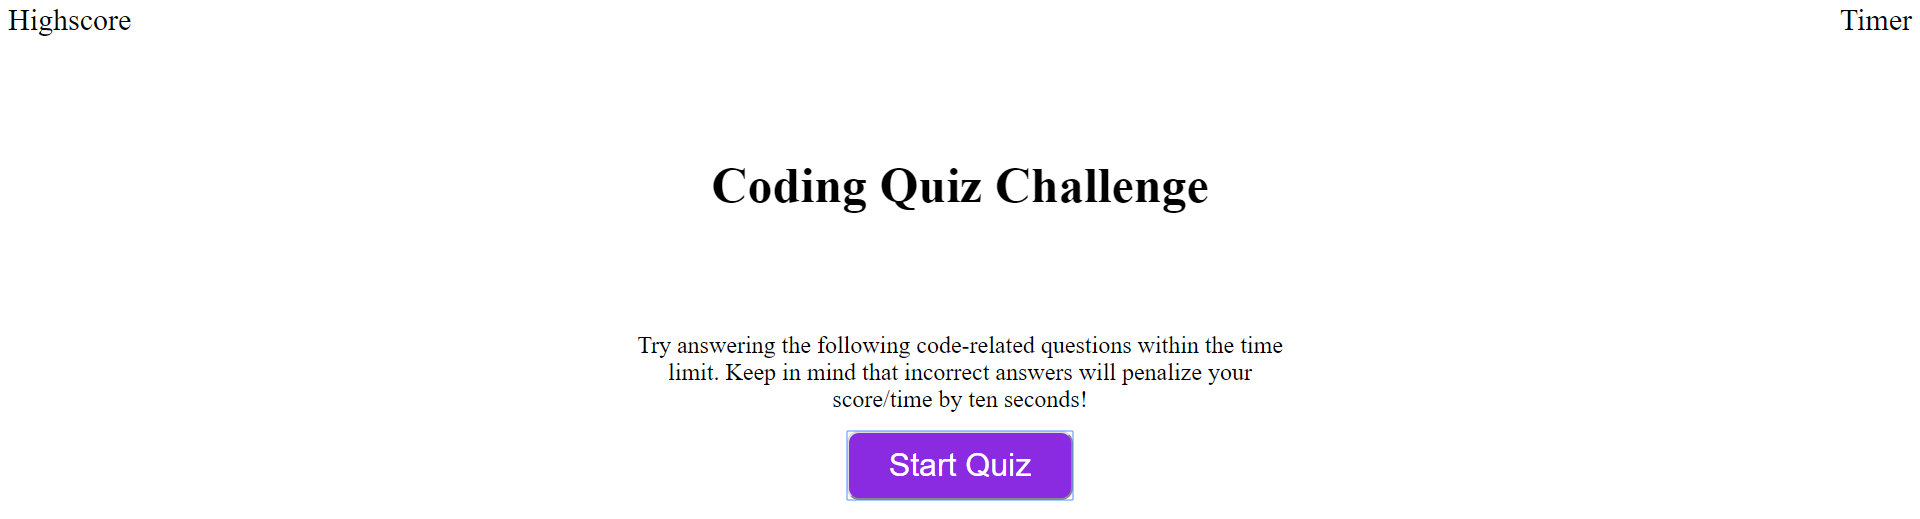 Highscore
Timer
Coding Quiz Challenge
Try answering the following code-related questions within the time
limit. Keep in mind that incorrect answers will penalize your
score/time by ten seconds!
Start Quiz